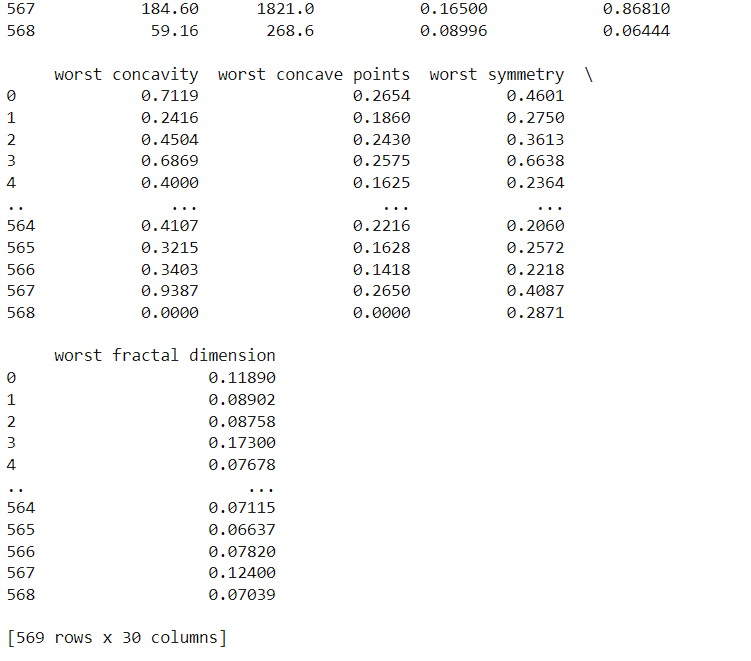 567 184.60 1821.0 0.16500 0.86810
568 59.16 268.6 0.08996 0.06444
worst concavity worst concave points worst symmetry \
0 0.7119 0.2654 0.4601
1 0.2416 0.1860 0.2750
2 0.4504 0.2430 0.3613
3 0.6869 0.2575 0.6638
4 0.4000 0.1625 0.2364
.. ... ... ...
564 0.4107 0.2216 0.2060
565 0.3215 0.1628 0.2572
566 0.3403 0.1418 0.2218
567 0.9387 0.2650 0.4087
568 0.0000 0.0000 0.2871
worst fractal dimension
0 0.11890
1 0.08902
2 0.08758
3 0.17300
4 0.07678
.. ...
564 0.07115
565 0.06637
566 0.07820
567 0.12400
568 0.07039
[569 rows x 30 columns]